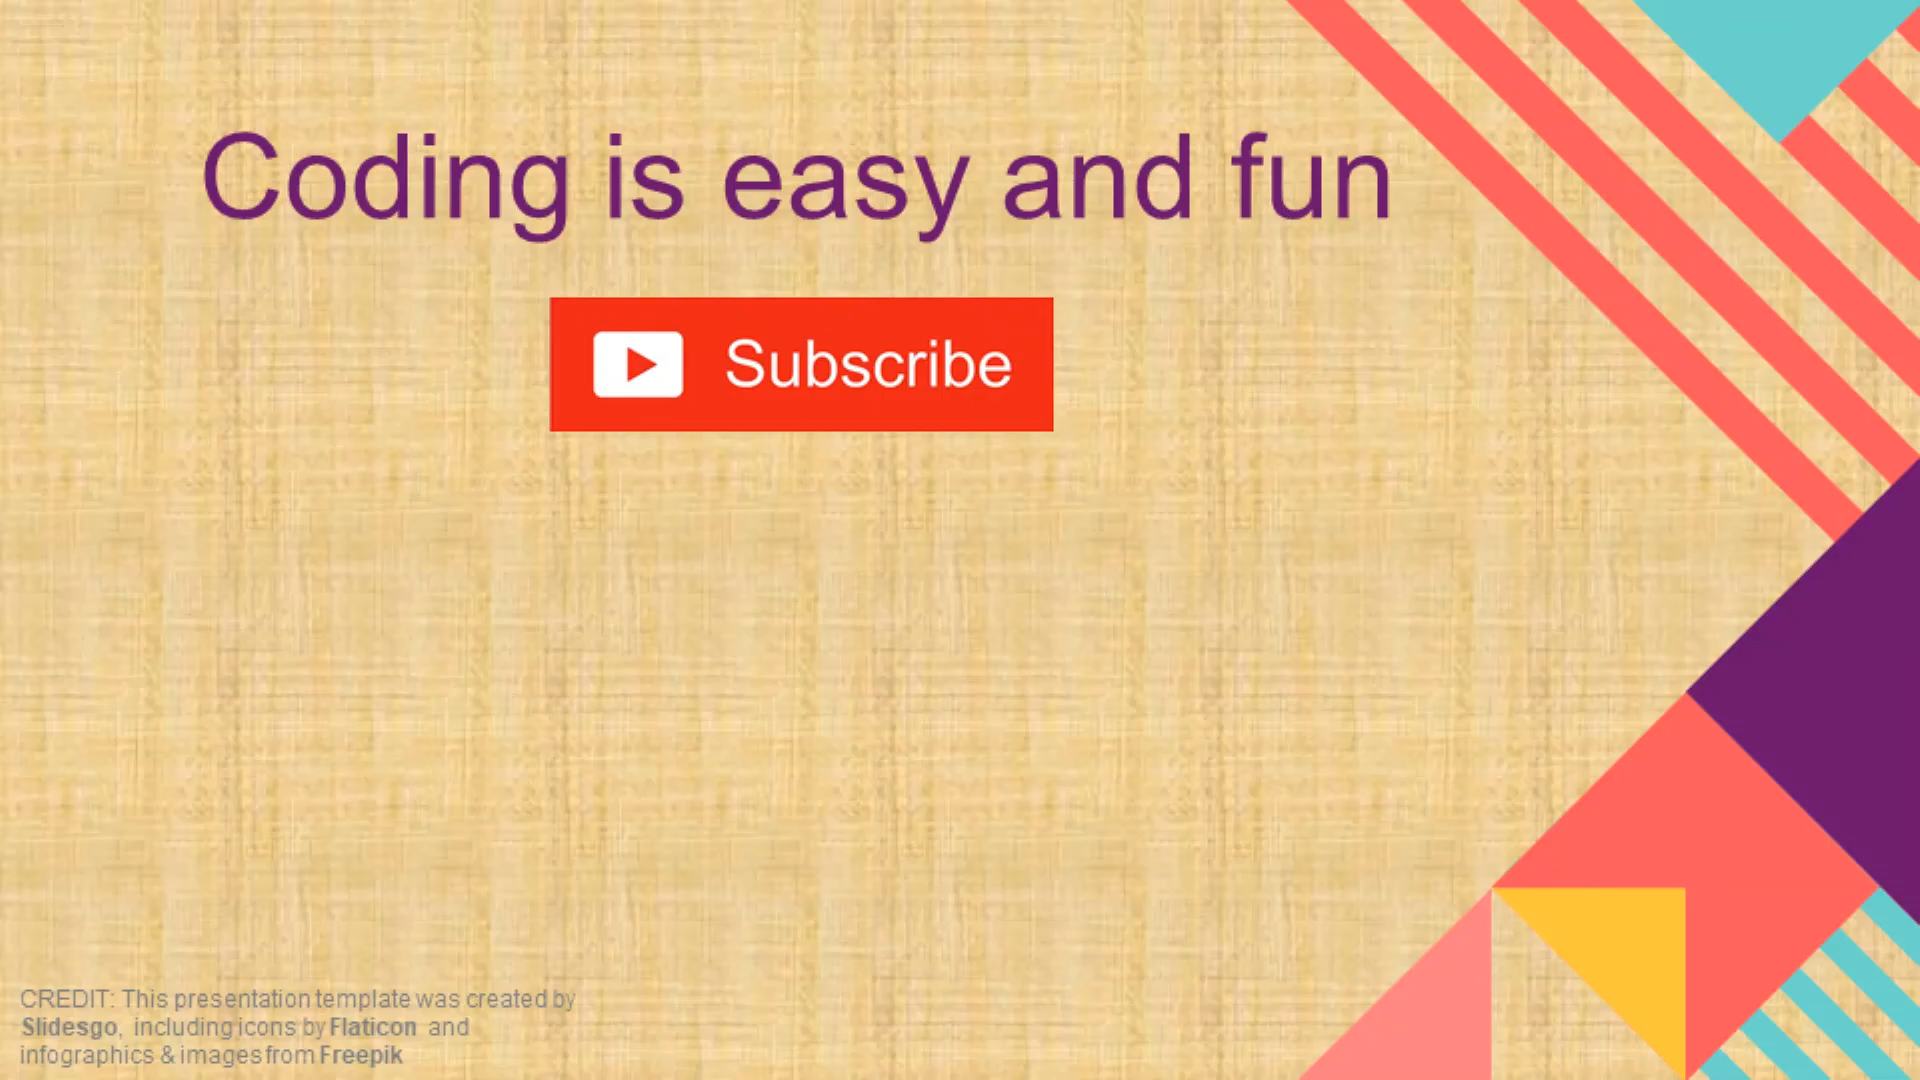 Coding is easy and fun
Subscribe
CREDIT: This presentation template was created by
Slidesgo, including icons by Flaticon and
infographics & images from Freepik